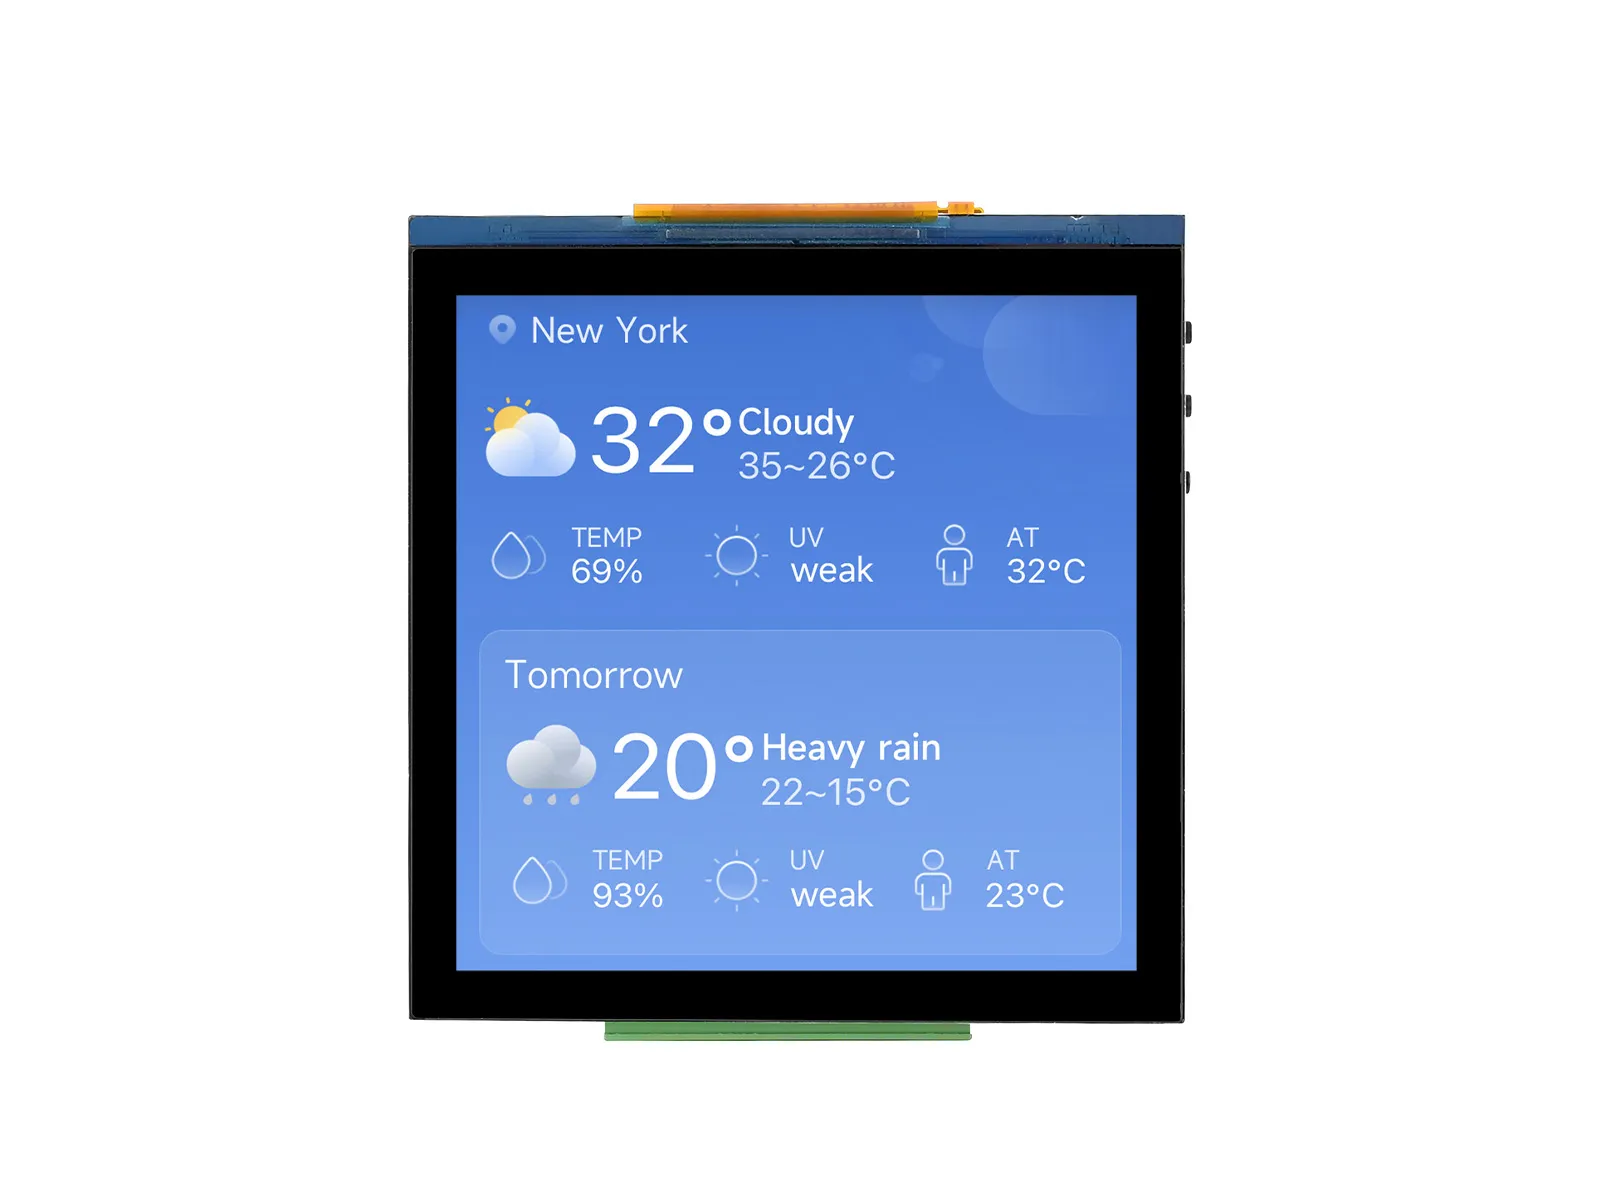 New York
32° Cloudy
35~26°C
TEMP UV AT
69% weak 32°C
Tomorrow
20° Heavy rain
22~15°C
TEMP UV AT
93% weak 23°C